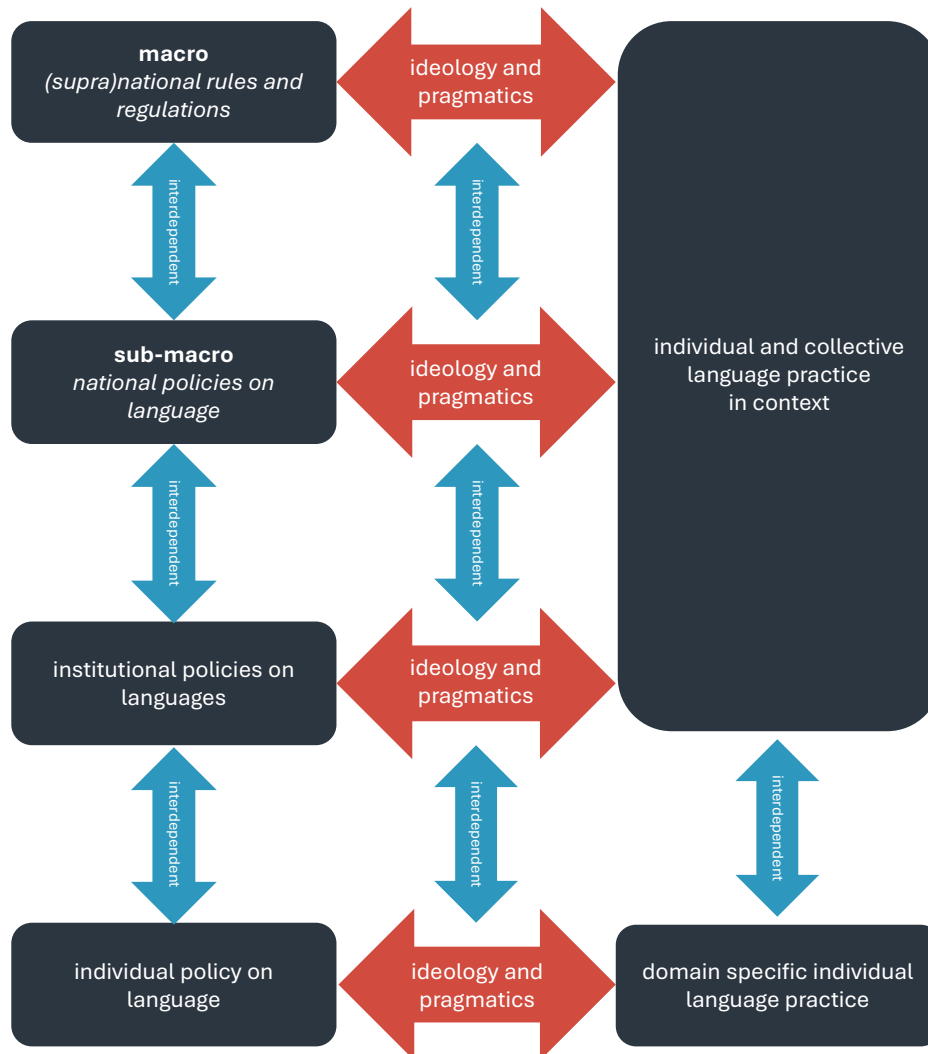 macro
(supra)national rules and
regulations
ideology and
pragmatics
interdependent
interdependent
sub-macro
national policies on
language
ideology and
pragmatics
individual and collective
language practice
in context
interdependent
interdependent
institutional policies on
languages
ideology and
pragmatics
interdependent
interdependent
interdependent
individual policy on
language
ideology and
pragmatics
domain specific individual
language practice